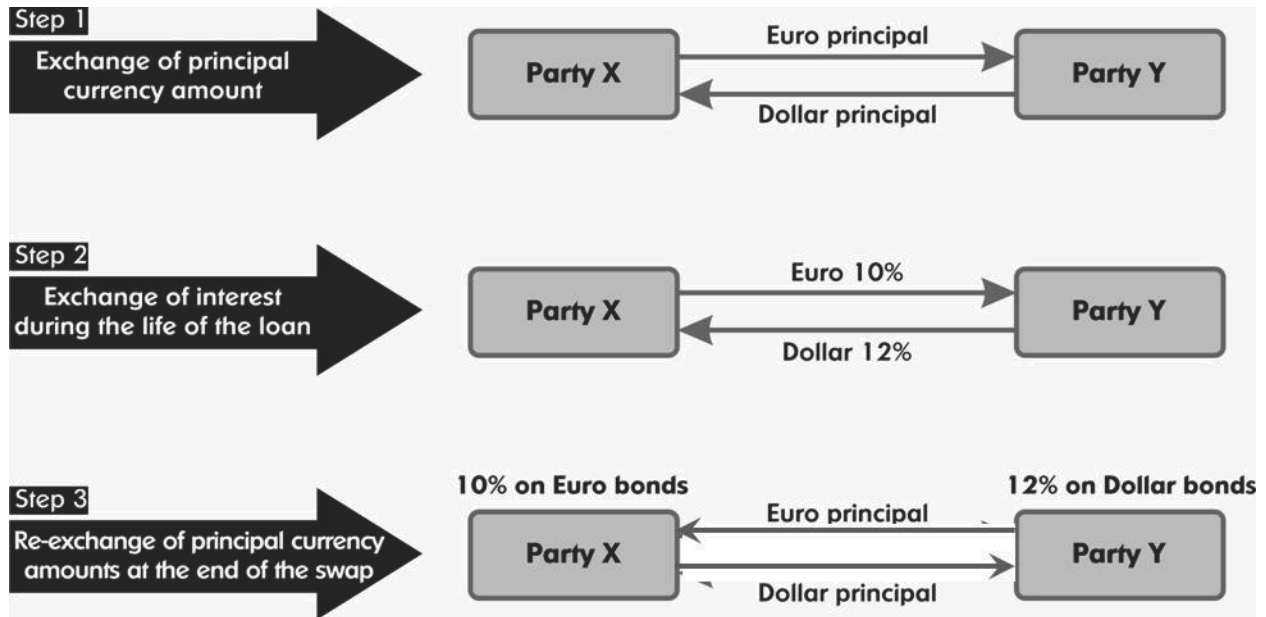 Step 1
Exchange of principal
currency amount
Party X
Euro principal
Dollar principal
Party Y
Step 2
Exchange of interest
during the life of the loan
Party X
Euro 10%
Dollar 12%
Party Y
Step 3
Re-exchange of principal currency
amounts at the end of the swap
10% on Euro bonds
Party X
Euro principal
Dollar principal
12% on Dollar bonds
Party Y